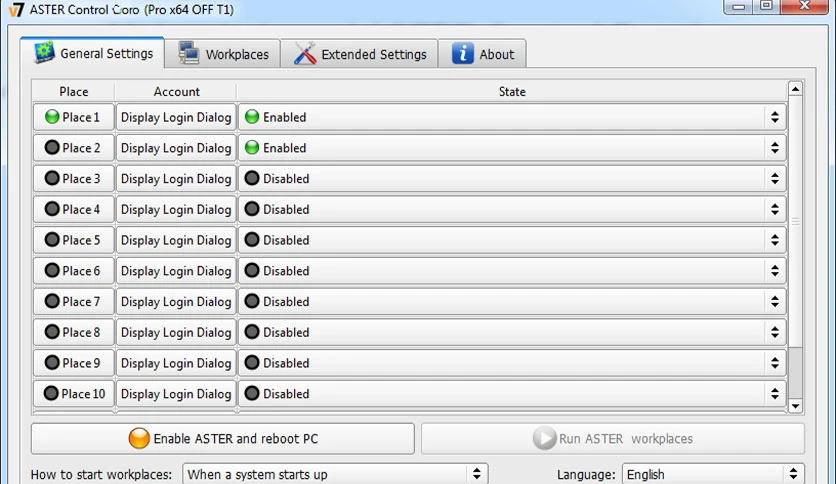 v7 ASTER Control Cloro (Pro x64 OFF T1)
General Settings Workplaces Extended Settings About
Place Account State
Place 1 Display Login Dialog Enabled
Place 2 Display Login Dialog Enabled
Place 3 Display Login Dialog Disabled
Place 4 Display Login Dialog Disabled
Place 5 Display Login Dialog Disabled
Place 6 Display Login Dialog Disabled
Place 7 Display Login Dialog Disabled
Place 8 Display Login Dialog Disabled
Place 9 Display Login Dialog Disabled
Place 10 Display Login Dialog Disabled
Enable ASTER and reboot PC Run ASTER workplaces
How to start workplaces: When a system starts up Language: English